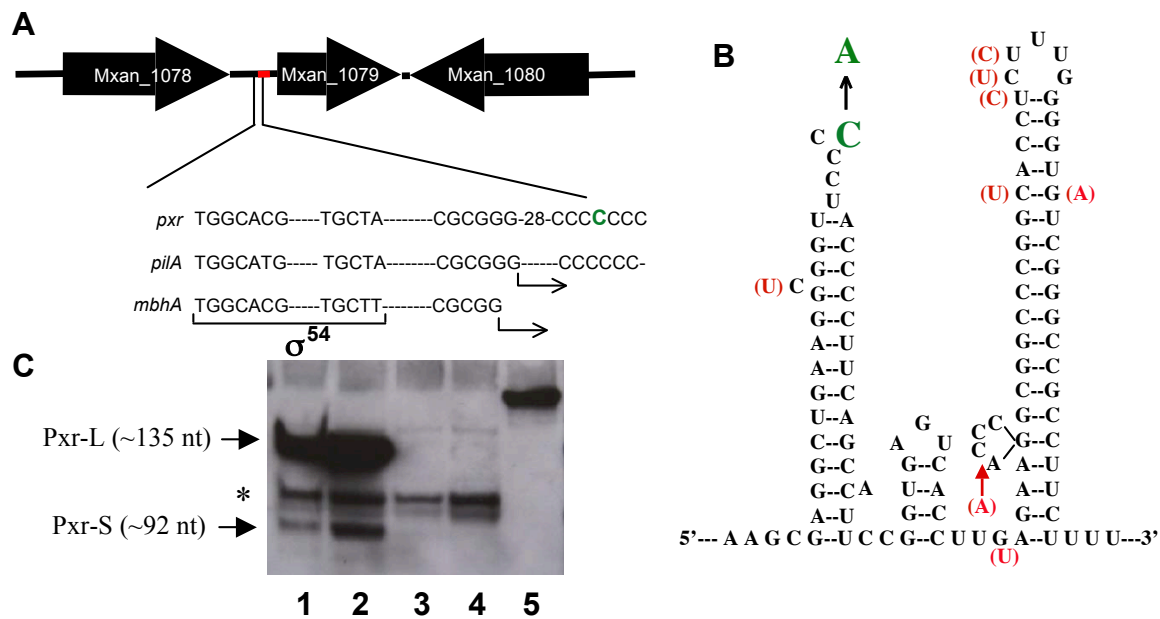 A
Mxan_1078
Mxan_1079
Mxan_1080
pxr TGGCACG-----TGCTA--------CGCGGG-28-CCCCCCCC
pilA TGGCATG----- TGCTA--------CGCGGG------CCCCCC-
mbhA TGGCACG-----TGCTT--------CGCGG
σ54
B
A
C
C
C
C
C
U
U--A
G--C
G--C
(U) C
G--C
G--C
A--U
A--U
G--C
U--A
C--G
G--C
G--C A
A--U
G
A U
G--C
U--A
(C) U U U
(U) C G
(C) U--G
C--G
C--G
A--U
(U) C--G (A)
C C
C A
(A)
5'--- A A G C G--U C C G--C U U G A--U U U U---3'
(U)
C
Pxr-L (~135 nt)
*
Pxr-S (~92 nt)
1 2 3 4 5